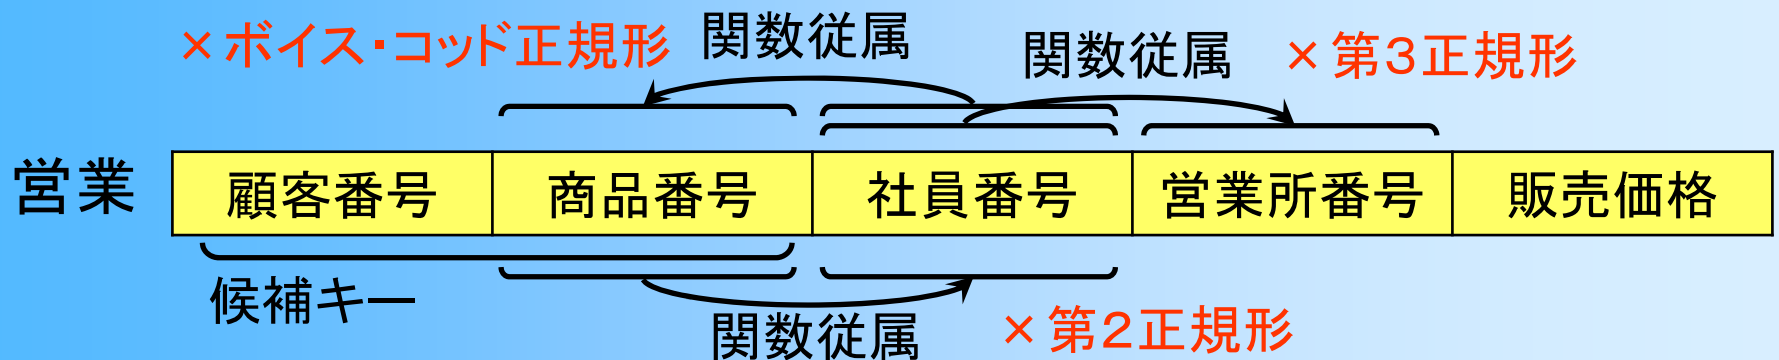 ×ボイス・コッド正規形
関数従属
関数従属
×第3正規形
営業
顧客番号
商品番号
社員番号
営業所番号
販売価格
候補キー
関数従属
×第2正規形